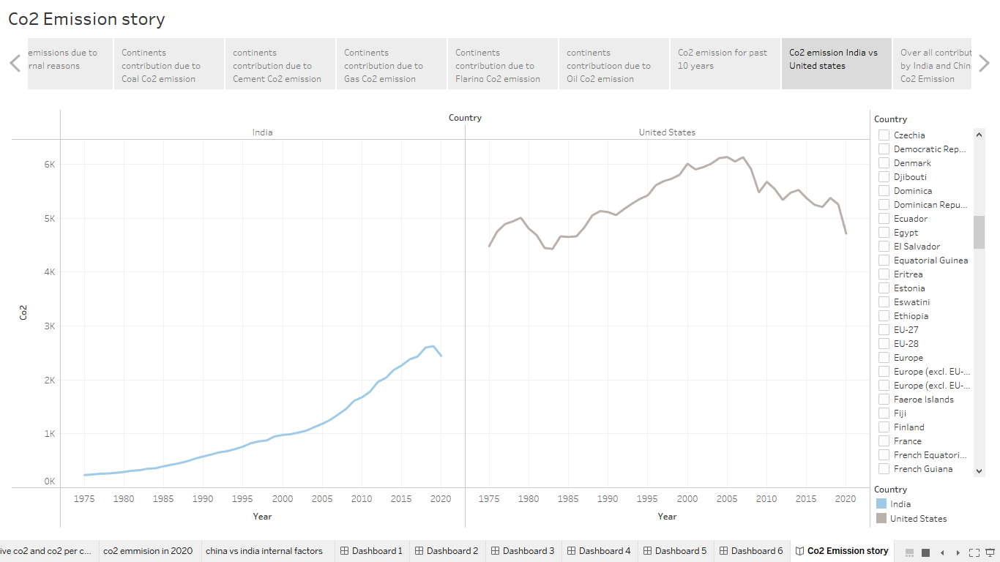 Co2 Emission story
emissions due to
rnal reasons
Continents
contribution due to
Coal Co2 emission
continents
contribution due to
Cement Co2 emission
Continents
contribution due to
Gas Co2 emission
Continents
contribution due to
Flaring Co2 emission
continents
contributioon due to
Oil Co2 emission
Co2 emission for past
10 years
Co2 emission India vs
United states
Over all contribut
by India and Chin
Co2 Emission
Country
India
United States
6K
5K
4K
3K
2K
1K
0K
Co2
1975 1980 1985 1990 1995 2000 2005 2010 2015 2020
1975 1980 1985 1990 1995 2000 2005 2010 2015 2020
Year
Year
Country
Czechia
Democratic Rep...
Denmark
Djibouti
Dominica
Dominican Repu...
Ecuador
Egypt
El Salvador
Equatorial Guinea
Eritrea
Estonia
Eswatini
Ethiopia
EU-27
EU-28
Europe
Europe (excl. EU-...
Europe (excl. EU-...
Faeroe Islands
Fiji
Finland
France
French Equatori...
French Guiana
Country
India
United States
ive co2 and co2 per c...
co2 emmision in 2020
china vs india internal factors
Dashboard 1
Dashboard 2
Dashboard 3
Dashboard 4
Dashboard 5
Dashboard 6
Co2 Emission story